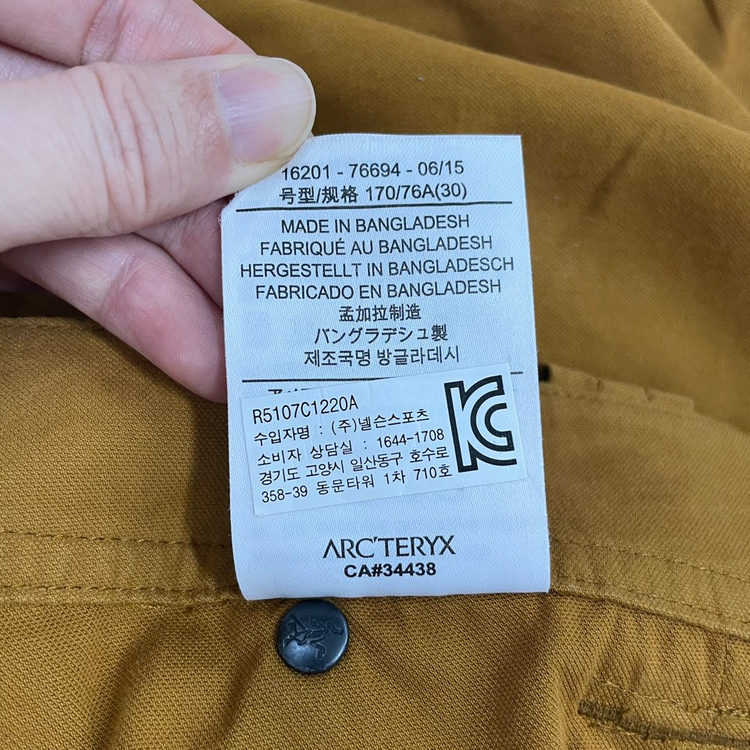 16201 - 76694 - 06/15
号型/规格 170/76A(30)
MADE IN BANGLADESH
FABRIQUÉ AU BANGLADESH
HERGESTELLT IN BANGLADESCH
FABRICADO EN BANGLADESH
孟加拉制造
バングラデシュ製
제조국명 방글라데시
R5107C1220A
수입자명 : (주)넬슨스포츠
소비자 상담실 : 1644-1708
경기도 고양시 일산동구 호수로
358-39 동문타워 1차 710호
KC
ARC'TERYX
CA#34438